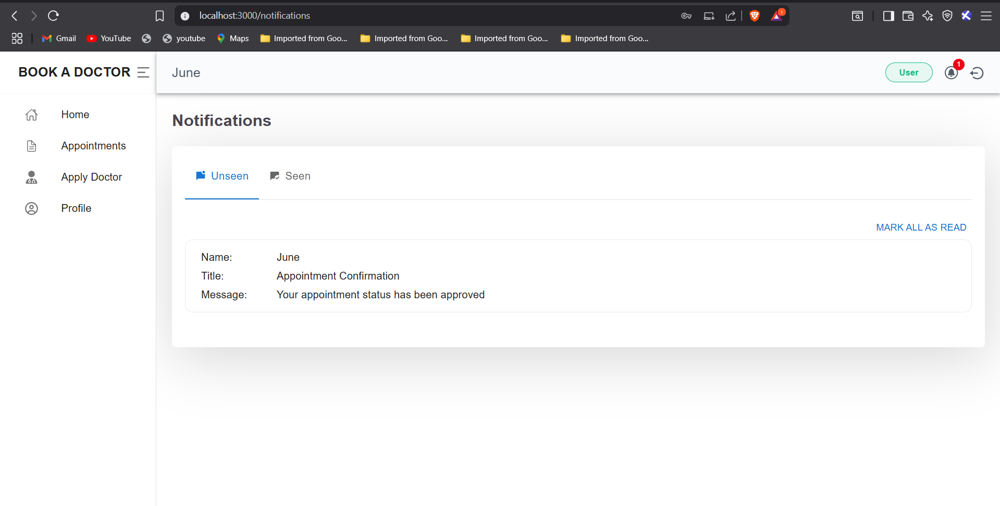 localhost:3000/notifications
1
Gmail
YouTube
youtube
Maps
Imported from Goo...
Imported from Goo...
Imported from Goo...
Imported from Goo...
BOOK A DOCTOR
June
User
1
Home
Appointments
Apply Doctor
Profile
Notifications
Unseen
Seen
MARK ALL AS READ
Name: June
Title: Appointment Confirmation
Message: Your appointment status has been approved